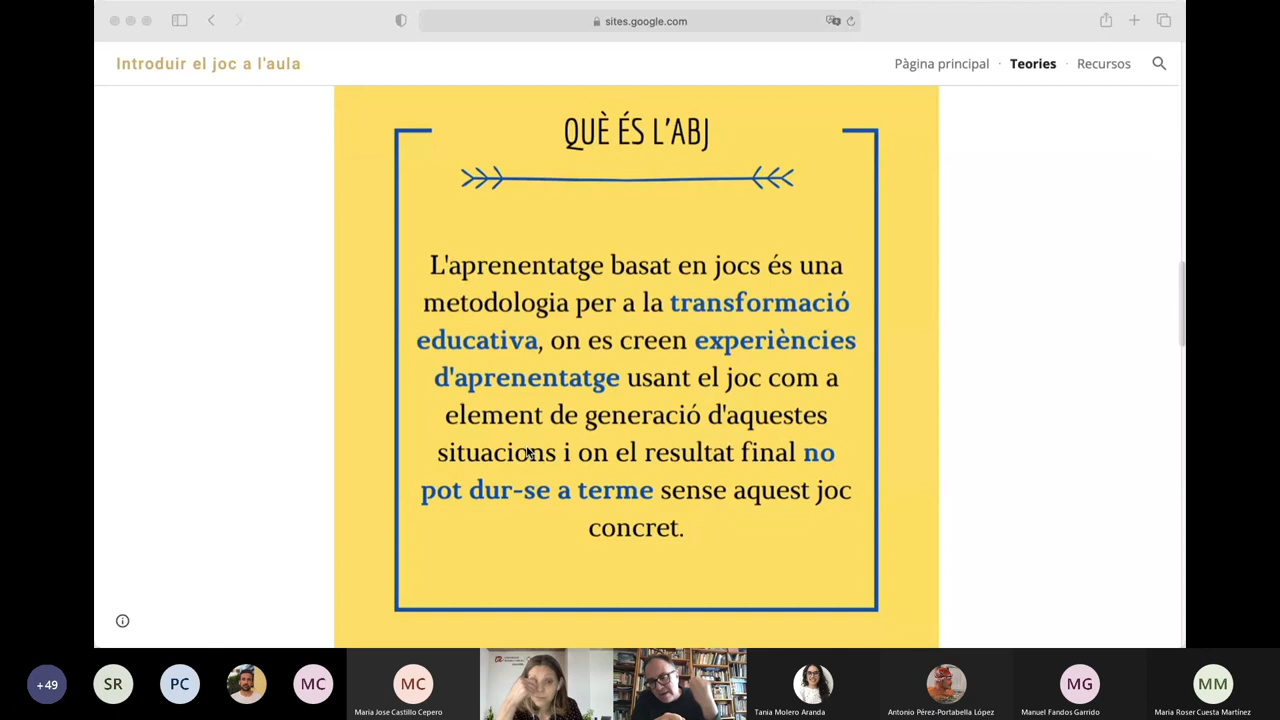 sites.google.com
Introduir el joc a l'aula
Pàgina principal
Teories
Recursos
QUÈ ÉS L'ABJ
L'aprenentatge basat en jocs és una
metodologia per a la transformació
educativa, on es creen experiències
d'aprenentatge usant el joc com a
element de generació d'aquestes
situacions i on el resultat final no
pot dur-se a terme sense aquest joc
concret.
+49
SR
PC
MC
MC
MG
MM
Maria Jose Castillo Cepero
Tania Molero Aranda
Antonio Pérez-Portabella López
Manuel Fandos Garrido
Maria Roser Cuesta Martínez